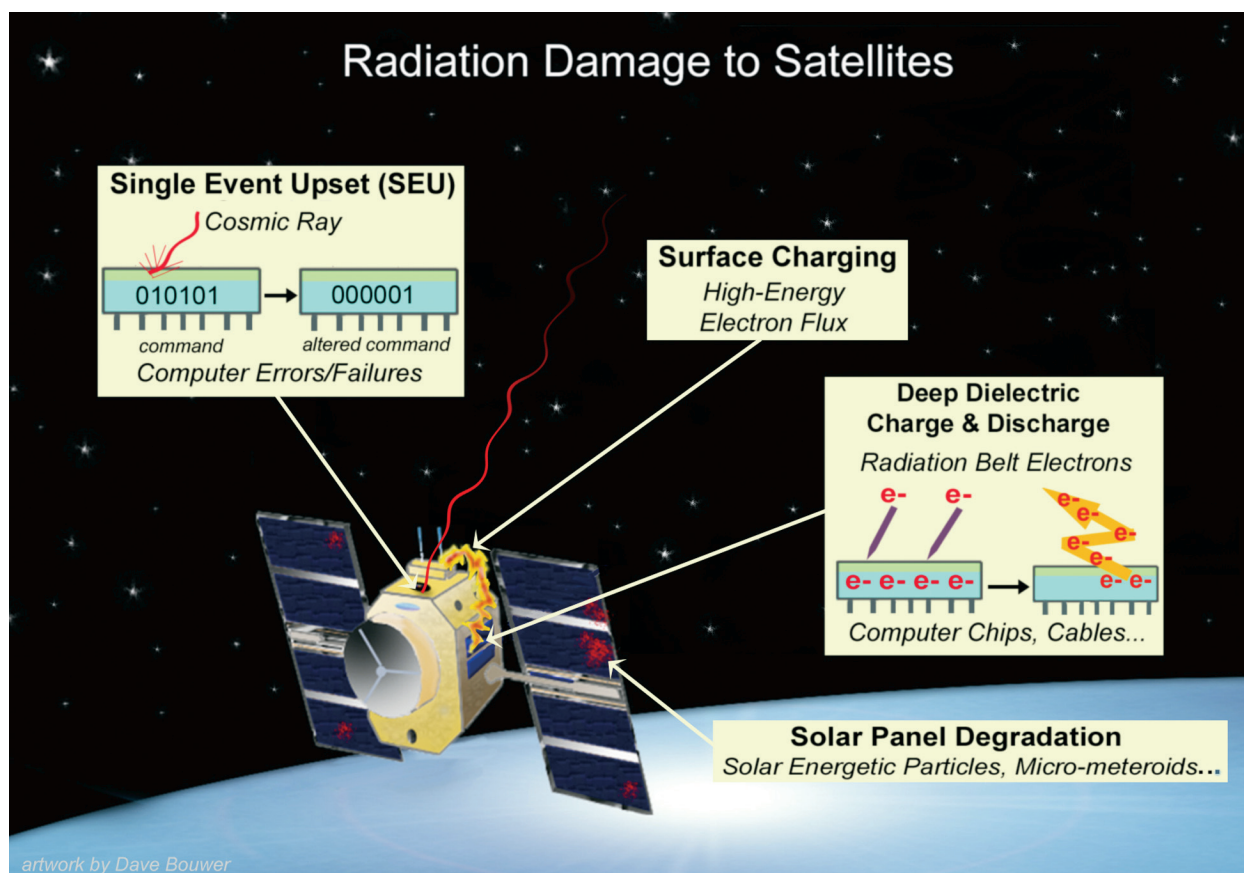 Radiation Damage to Satellites
Single Event Upset (SEU)
Cosmic Ray
010101
000001
command
altered command
Computer Errors/Failures
Surface Charging
High-Energy
Electron Flux
Deep Dielectric
Charge & Discharge
Radiation Belt Electrons
e- e-
e- e- e- e-
e-
e-
e-
e-
e-
e- e-
Computer Chips, Cables...
Solar Panel Degradation
Solar Energetic Particles, Micro-meteroids...
artwork by Dave Bouwer